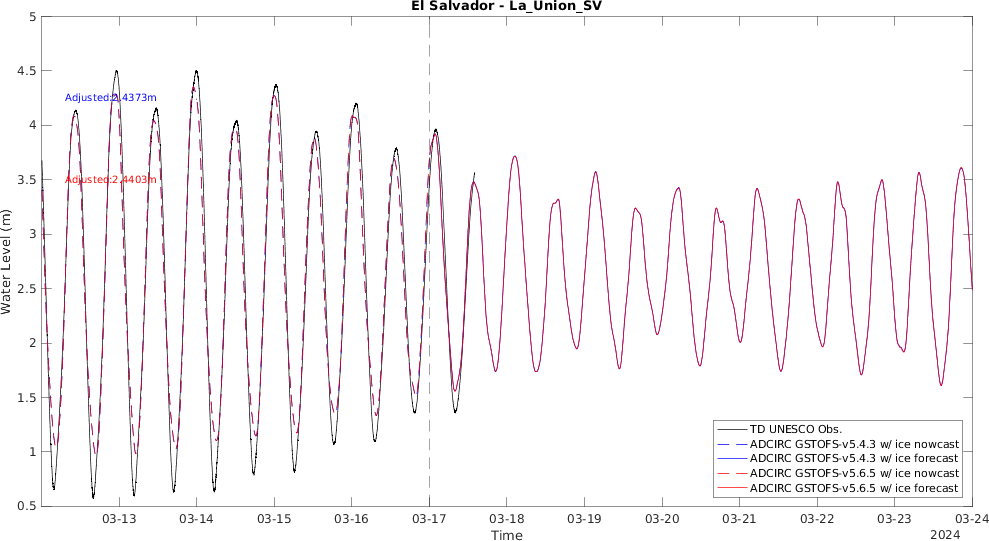 El Salvador - La_Union_SV
5
4.5
4
3.5
3
2.5
2
1.5
1
0.5
Water Level (m)
Adjusted:2.4373m
Adjusted:2.4403m
TD UNESCO Obs.
ADCIRC GSTOFS-v5.4.3 w/ ice nowcast
ADCIRC GSTOFS-v5.4.3 w/ ice forecast
ADCIRC GSTOFS-v5.6.5 w/ ice nowcast
ADCIRC GSTOFS-v5.6.5 w/ ice forecast
03-13 03-14 03-15 03-16 03-17 03-18 03-19 03-20 03-21 03-22 03-23 03-24
Time
2024